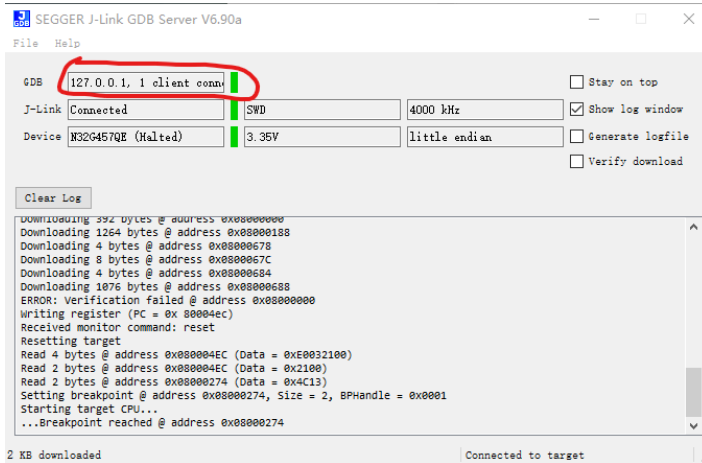 SEGGER J-Link GDB Server V6.90a
File Help
GDB 127.0.0.1, 1 client conn Stay on top
J-Link Connected SWD 4000 kHz Show log window
Device N32G457QE (Halted) 3.35V little endian Generate logfile
Verify download
Clear Log
Downloading 392 bytes @ address 0x08000000
Downloading 1264 bytes @ address 0x08000188
Downloading 4 bytes @ address 0x08000678
Downloading 8 bytes @ address 0x0800067C
Downloading 4 bytes @ address 0x08000684
Downloading 1076 bytes @ address 0x08000688
ERROR: Verification failed @ address 0x08000000
Writing register (PC = 0x 80004ec)
Received monitor command: reset
Resetting target
Read 4 bytes @ address 0x080004EC (Data = 0xE0032100)
Read 2 bytes @ address 0x080004EC (Data = 0x2100)
Read 2 bytes @ address 0x08000274 (Data = 0x4C13)
Setting breakpoint @ address 0x08000274, Size = 2, BPHandle = 0x0001
Starting target CPU...
...Breakpoint reached @ address 0x08000274
2 KB downloaded Connected to target